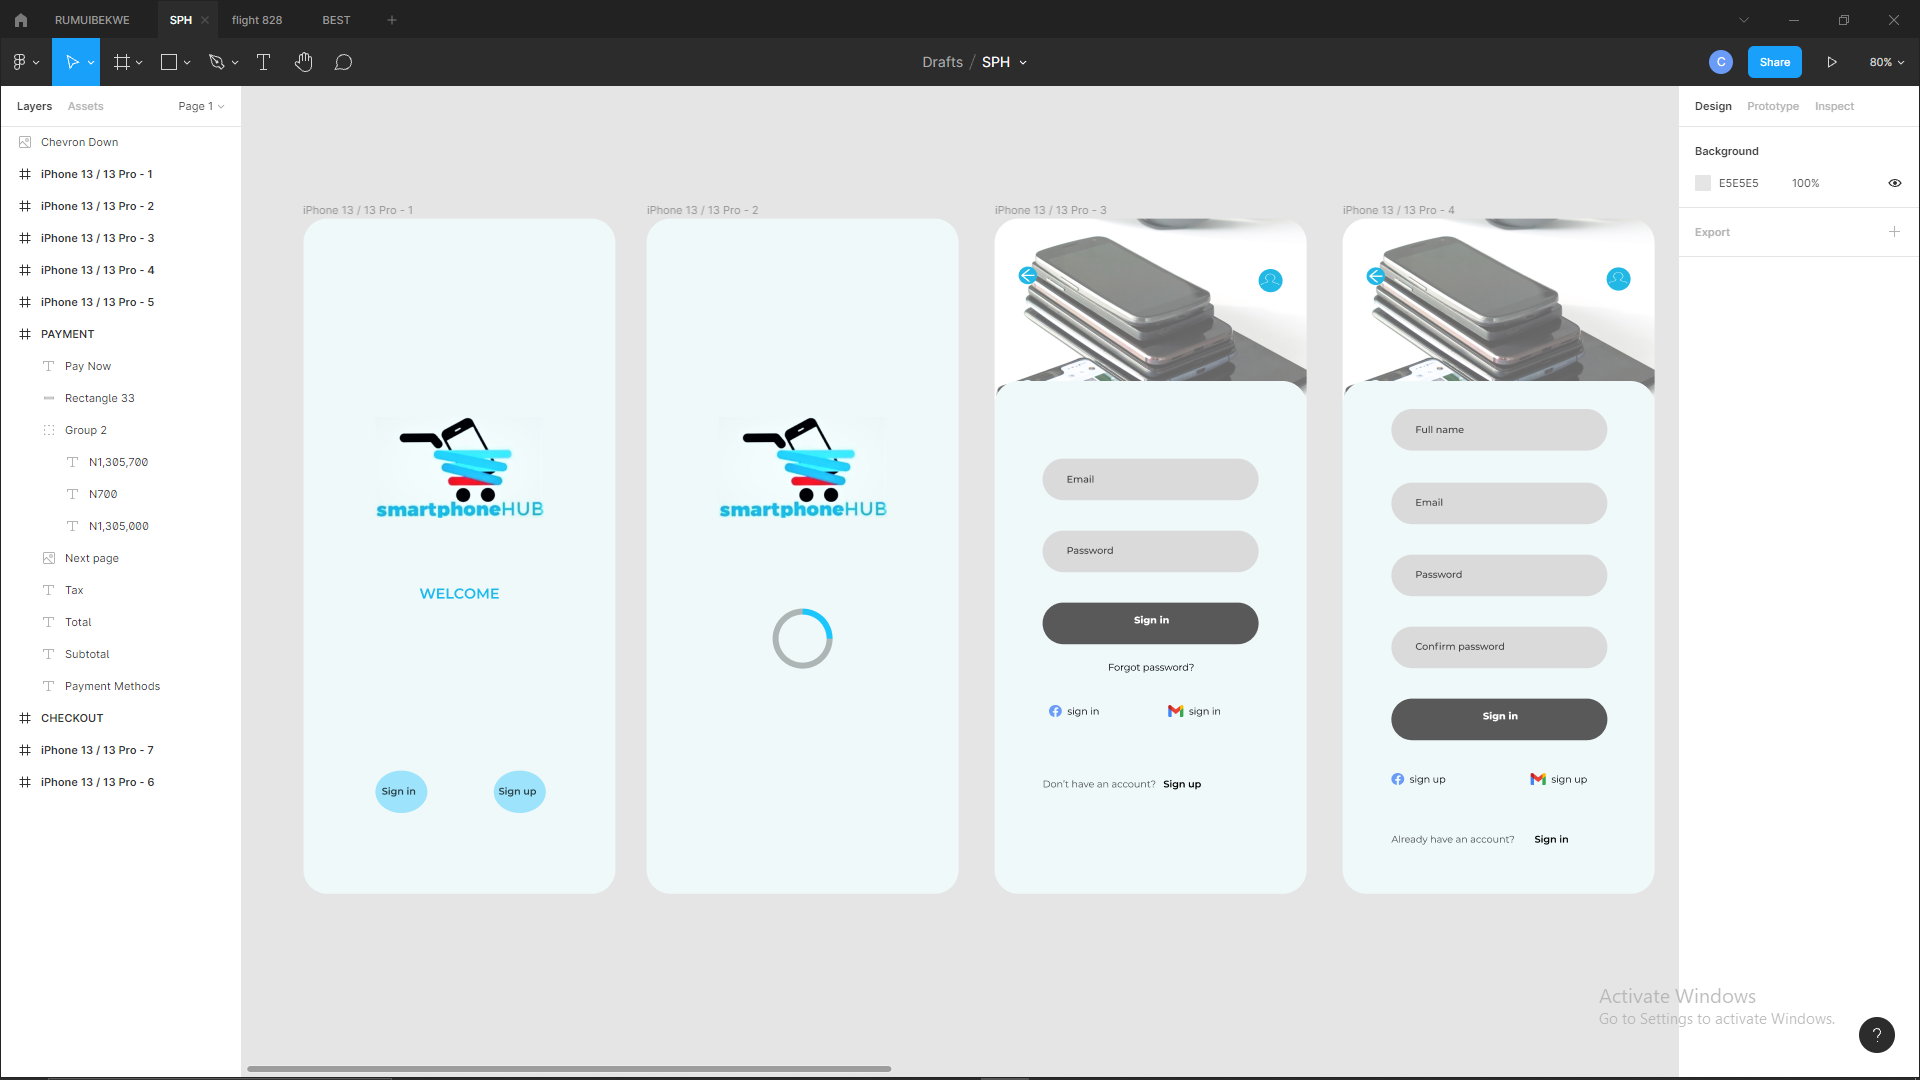 RUMUIBEKWE
SPH
flight 828
BEST
Drafts / SPH
C
Share
80%
Layers
Assets
Page 1
Chevron Down
iPhone 13 / 13 Pro - 1
iPhone 13 / 13 Pro - 2
iPhone 13 / 13 Pro - 3
iPhone 13 / 13 Pro - 4
iPhone 13 / 13 Pro - 5
PAYMENT
Pay Now
Rectangle 33
Group 2
N1,305,700
N700
N1,305,000
Next page
Tax
Total
Subtotal
Payment Methods
CHECKOUT
iPhone 13 / 13 Pro - 7
iPhone 13 / 13 Pro - 6
iPhone 13 / 13 Pro - 1
smartphoneHUB
WELCOME
Sign in
Sign up
iPhone 13 / 13 Pro - 2
smartphoneHUB
iPhone 13 / 13 Pro - 3
Email
Password
Sign in
Forgot password?
sign in
sign in
Don't have an account? Sign up
iPhone 13 / 13 Pro - 4
Full name
Email
Password
Confirm password
Sign in
sign up
sign up
Already have an account? Sign in
Design
Prototype
Inspect
Background
E5E5E5
100%
Export
Activate Windows
Go to Settings to activate Windows.
?